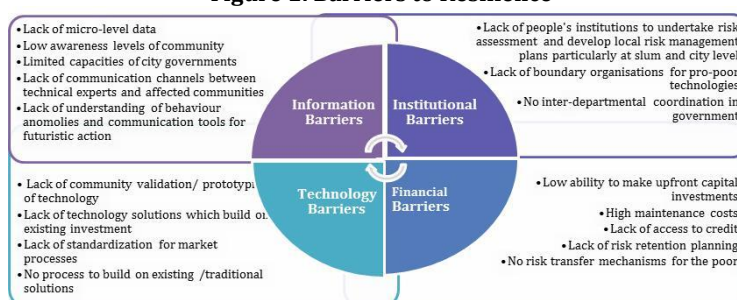 • Lack of micro-level data
• Low awareness levels of community
• Limited capacities of city governments
• Lack of communication channels between
technical experts and affected communities
• Lack of understanding of behaviour
anomolies and communication tools for
futuristic action
• Lack of people's institutions to undertake risk
assessment and develop local risk management
plans particularly at slum and city level
• Lack of boundary organisations for pro-poor
technologies
• No inter-departmental coordination in
government
Information
Barriers
Institutional
Barriers
Technology
Barriers
Financial
Barriers
• Lack of community validation/
of technology
• Lack of technology solutions which build on
existing investment
• Lack of standardization for market
processes
• No process to build on existing /traditional
solutions
• Low ability to make upfront capital
investments
• High maintenance costs
• Lack of access to credit
• Lack of risk retention planning
• No risk transfer mechanisms for the poor